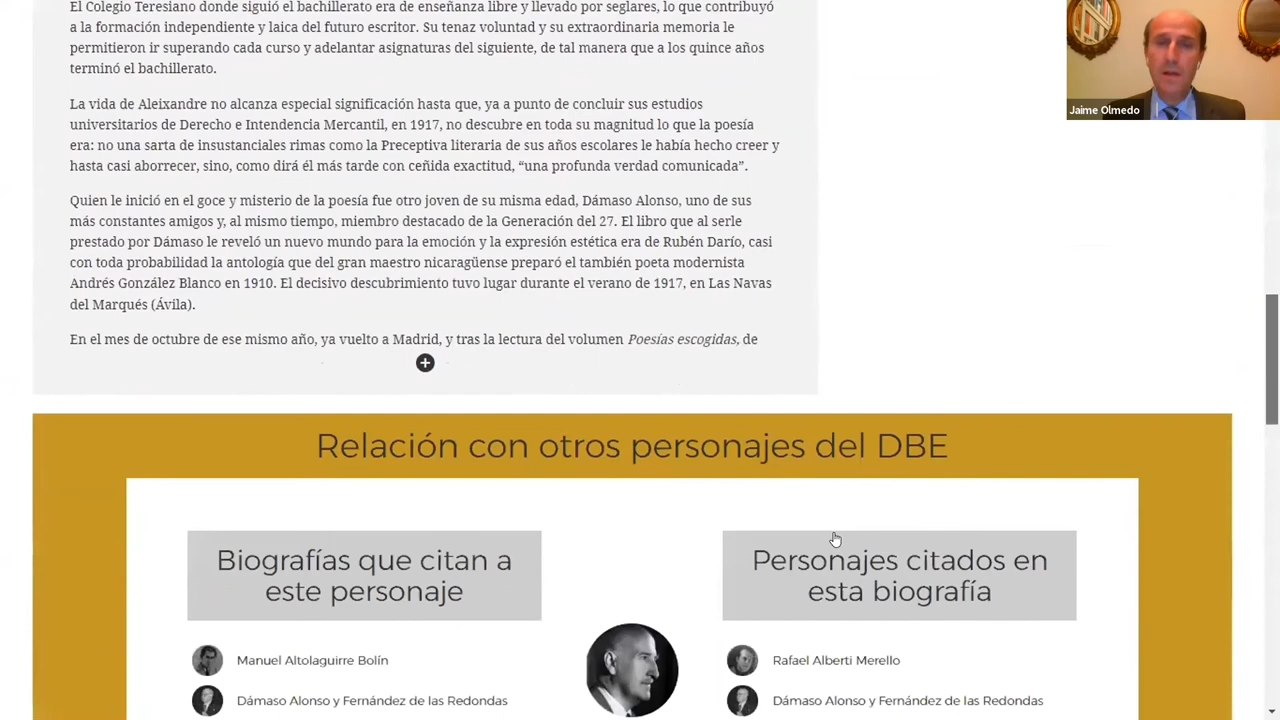 El Colegio Teresiano donde siguió el bachillerato era de enseñanza libre y llevado por seglares, lo que contribuyó
a la formación independiente y laica del futuro escritor. Su tenaz voluntad y su extraordinaria memoria le
permitieron ir superando cada curso y adelantar asignaturas del siguiente, de tal manera que a los quince años
terminó el bachillerato.
La vida de Aleixandre no alcanza especial significación hasta que, ya a punto de concluir sus estudios
universitarios de Derecho e Intendencia Mercantil, en 1917, no descubre en toda su magnitud lo que la poesía
era: no una sarta de insustanciales rimas como la Preceptiva literaria de sus años escolares le había hecho creer y
hasta casi aborrecer, sino, como dirá él más tarde con ceñida exactitud, “una profunda verdad comunicada”.
Quien le inició en el goce y misterio de la poesía fue otro joven de su misma edad, Dámaso Alonso, uno de sus
más constantes amigos y, al mismo tiempo, miembro destacado de la Generación del 27. El libro que al serle
prestado por Dámaso le reveló un nuevo mundo para la emoción y la expresión estética era de Rubén Darío, casi
con toda probabilidad la antología que del gran maestro nicaragüense preparó el también poeta modernista
Andrés González Blanco en 1910. El decisivo descubrimiento tuvo lugar durante el verano de 1917, en Las Navas
del Marqués (Ávila).
En el mes de octubre de ese mismo año, ya vuelto a Madrid, y tras la lectura del volumen Poesías escogidas, de
Jaime Olmedo
Relación con otros personajes del DBE
Biografías que citan a
este personaje
Manuel Altolaguirre Bolín
Dámaso Alonso y Fernández de las Redondas
Personajes citados en
esta biografía
Rafael Alberti Merello
Dámaso Alonso y Fernández de las Redondas